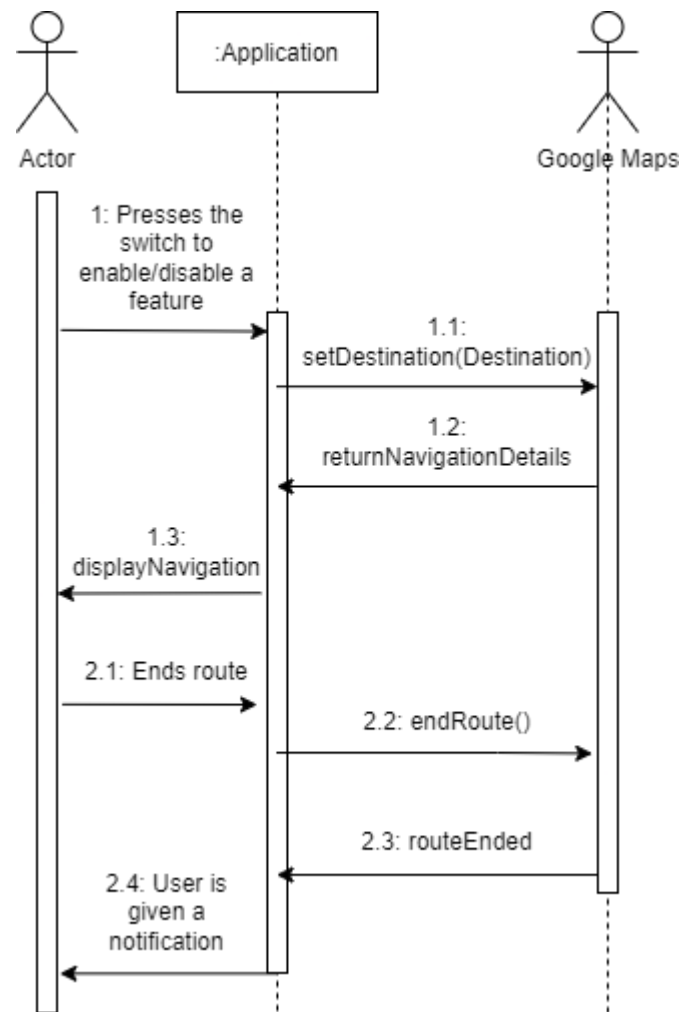 :Application
Actor
Google Maps
1: Presses the
switch to
enable/disable a
feature
1.1:
setDestination(Destination)
1.2:
returnNavigationDetails
1.3:
displayNavigation
2.1: Ends route
2.2: endRoute()
2.3: routeEnded
2.4: User is
given a
notification